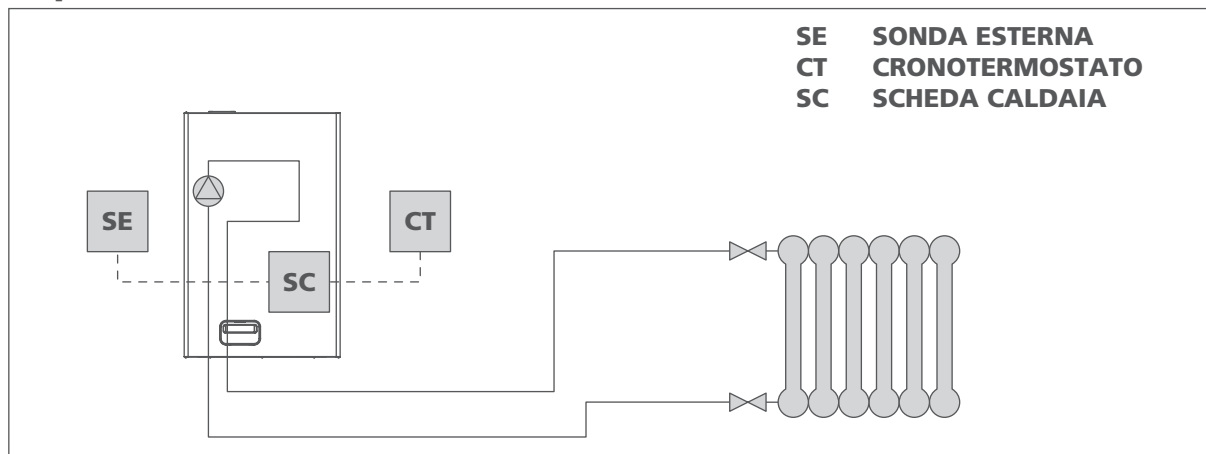 SE SONDA ESTERNA
CT CRONOTERMOSTATO
SC SCHEDA CALDAIA
SE
CT
SC